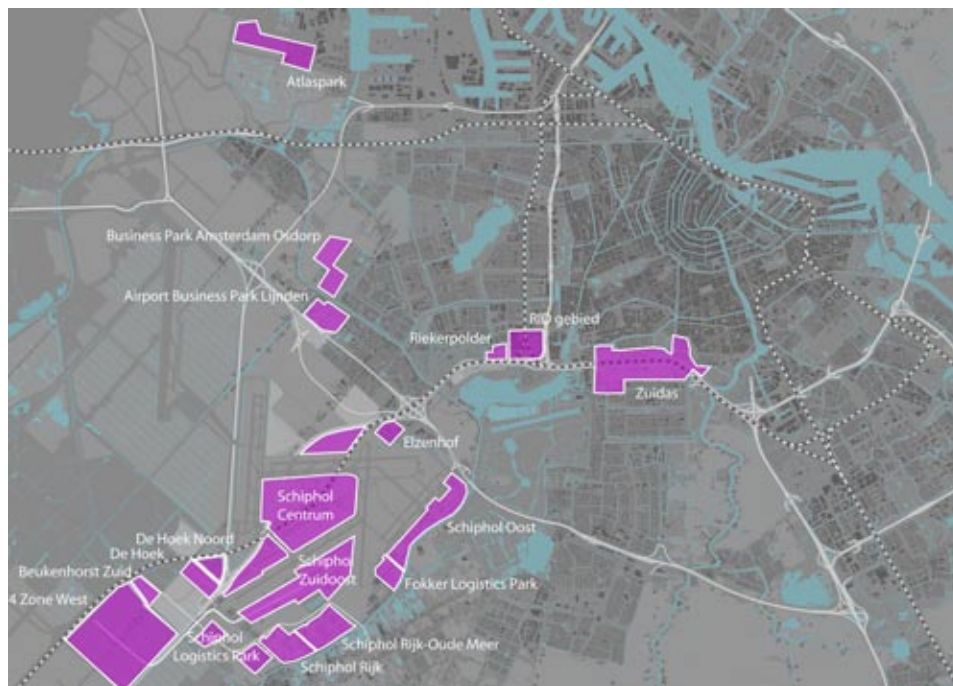 Atlaspark
Business Park Amsterdam Osdorp
Airport Business Park Lijnden
RIO gebied
Riekerpolder
Zuidas
Elzenhof
Schiphol
Centrum
Schiphol Oost
De Hoek Noord
De Hoek
Schiphol
Zuidoost
Beukenhorst Zuid
Fokker Logistics Park
4 Zone West
Schiphol
Logistics Park
Schiphol Rijk-Oude Meer
Schiphol Rijk